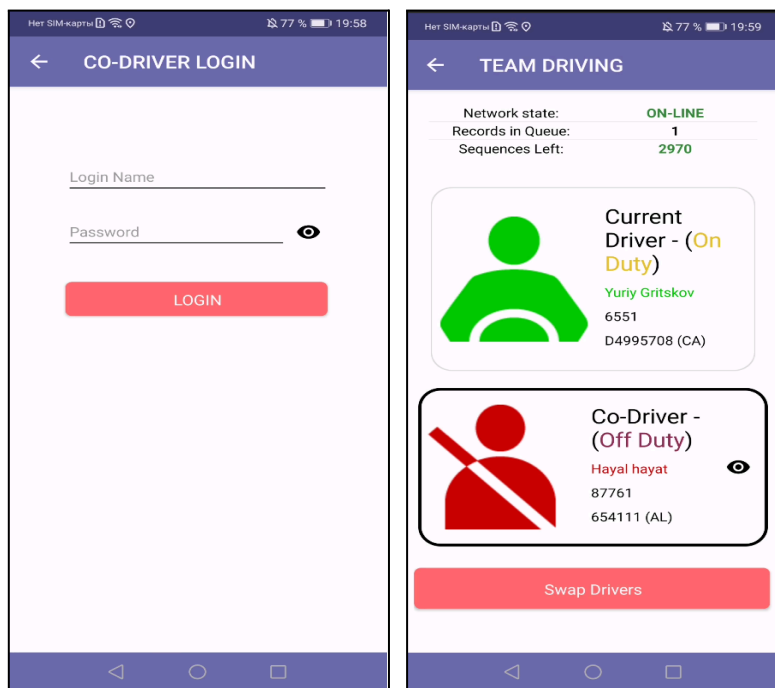 Нет SIM-карты 77 % 19:58
CO-DRIVER LOGIN
Login Name
Password
LOGIN
Нет SIM-карты 77 % 19:59
TEAM DRIVING
Network state: ON-LINE
Records in Queue: 1
Sequences Left: 2970
Current
Driver - (On
Duty)
Yuriy Gritskov
6551
D4995708 (CA)
Co-Driver -
(Off Duty)
Hayal hayat
87761
654111 (AL)
Swap Drivers